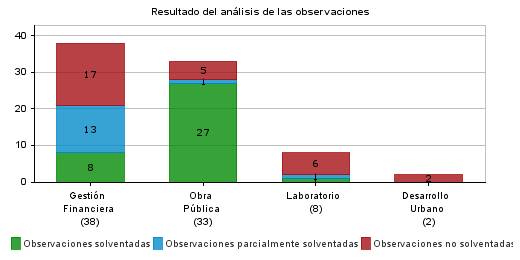 Resultado del análisis de las observaciones
40
30
20
10
0
17
13
8
5
1
27
6
1
1
2
Gestión
Financiera
(38)
Obra
Pública
(33)
Laboratorio
(8)
Desarrollo
Urbano
(2)
Observaciones solventadas
Observaciones parcialmente solventadas
Observaciones no solventadas